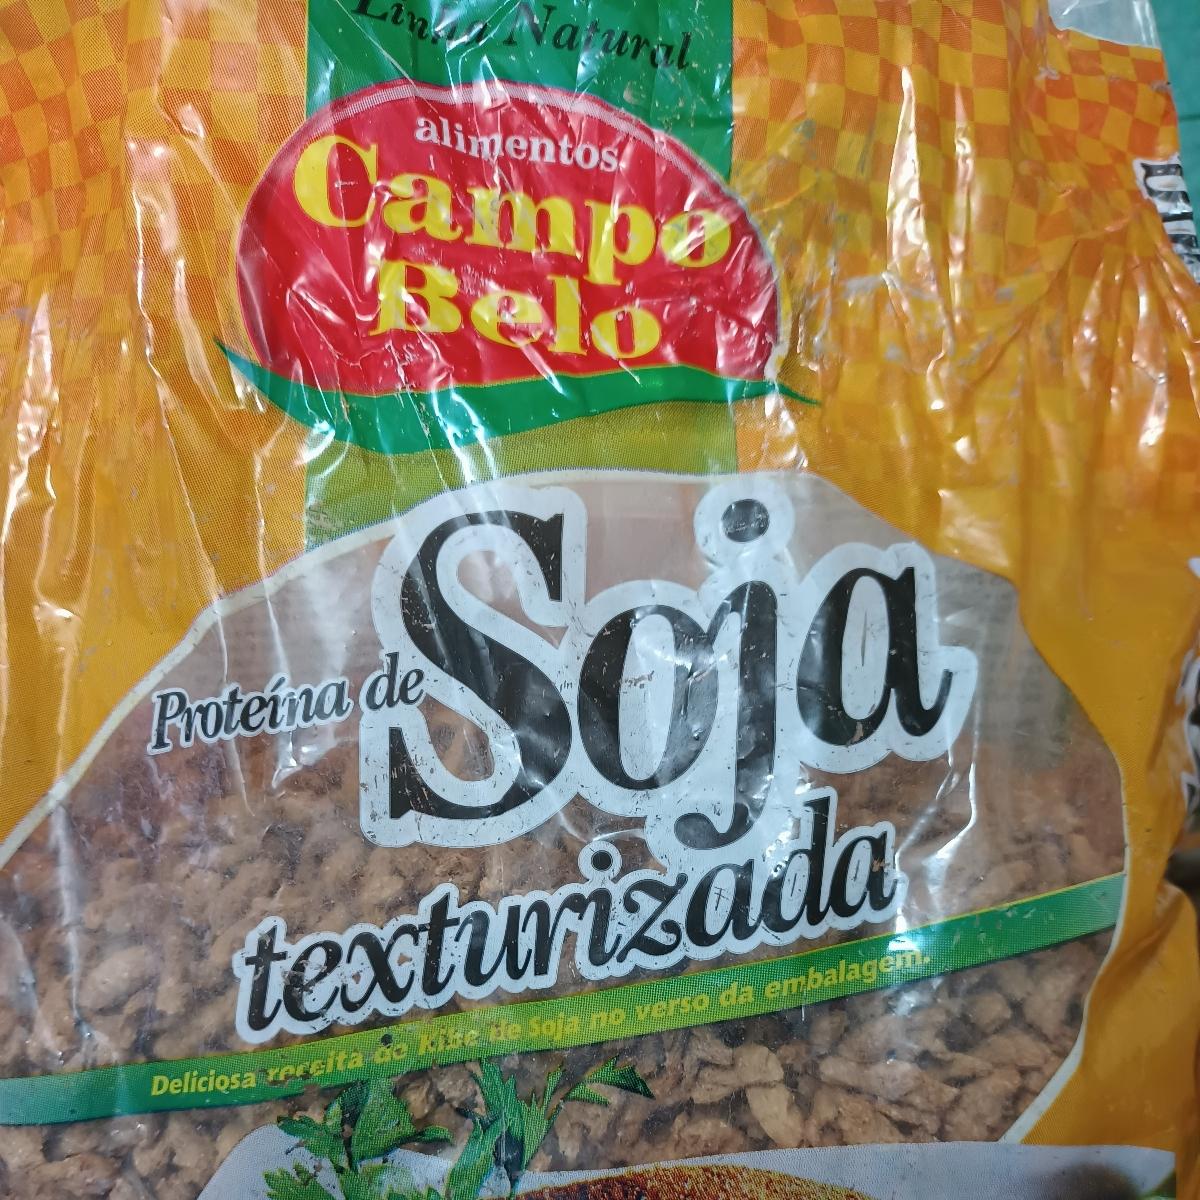 Linha Natural
alimentos
Campo
Belo
Proteína de
Soja
texturizada
Deliciosa receita do Kibe de Soja no verso da embalagem.